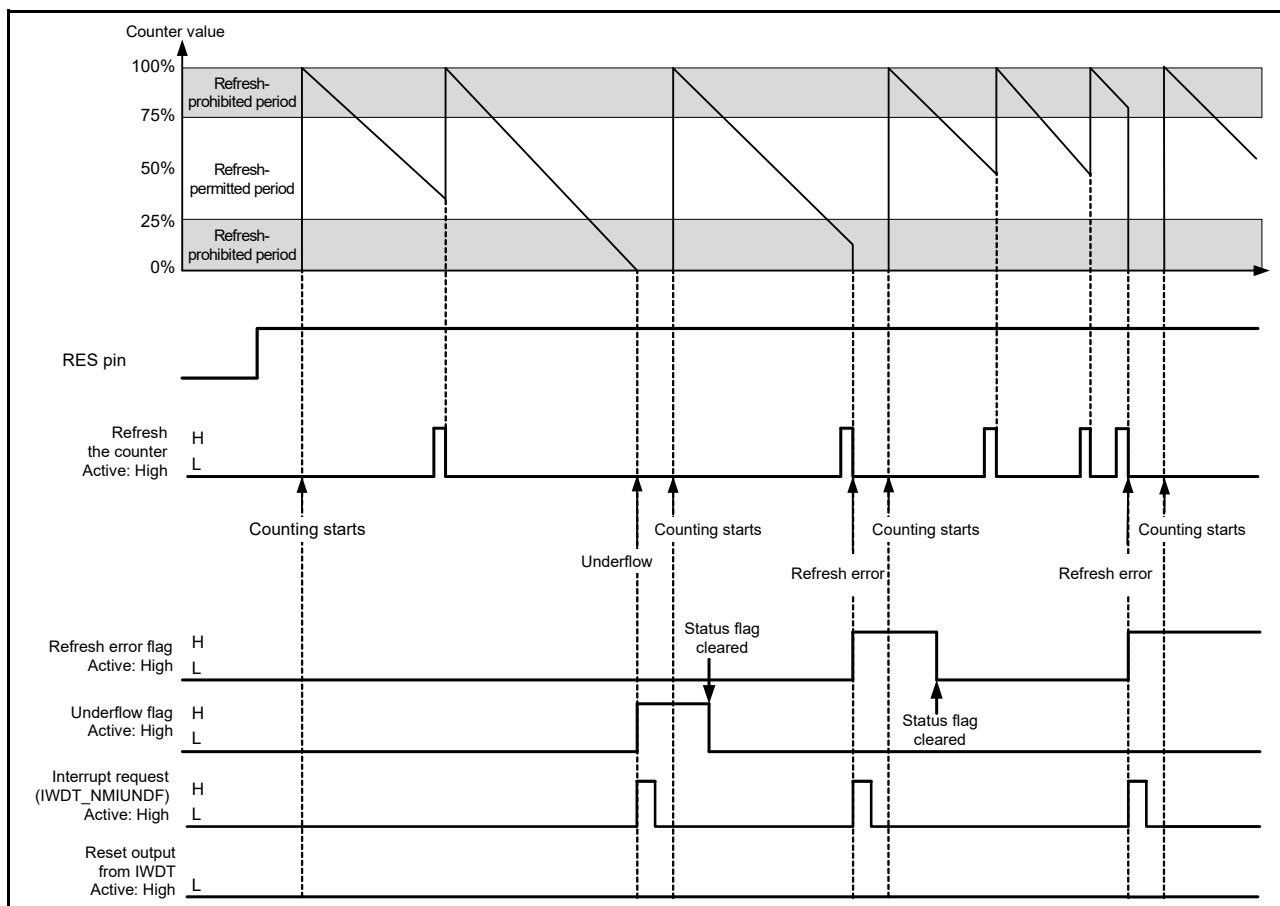 Counter value
100%
Refresh-
prohibited period
75%
50%
Refresh-
permitted period
25%
Refresh-
prohibited period
0%
RES pin
Refresh
the counter
Active: High
H
L
Counting starts
Counting starts
Counting starts
Counting starts
Underflow
Refresh error
Refresh error
Refresh error flag
Active: High
H
L
Status flag
cleared
Underflow flag
Active: High
H
L
Status flag
cleared
Interrupt request
(IWDT_NMIUNDF)
Active: High
H
L
Reset output
from IWDT
Active: High
L